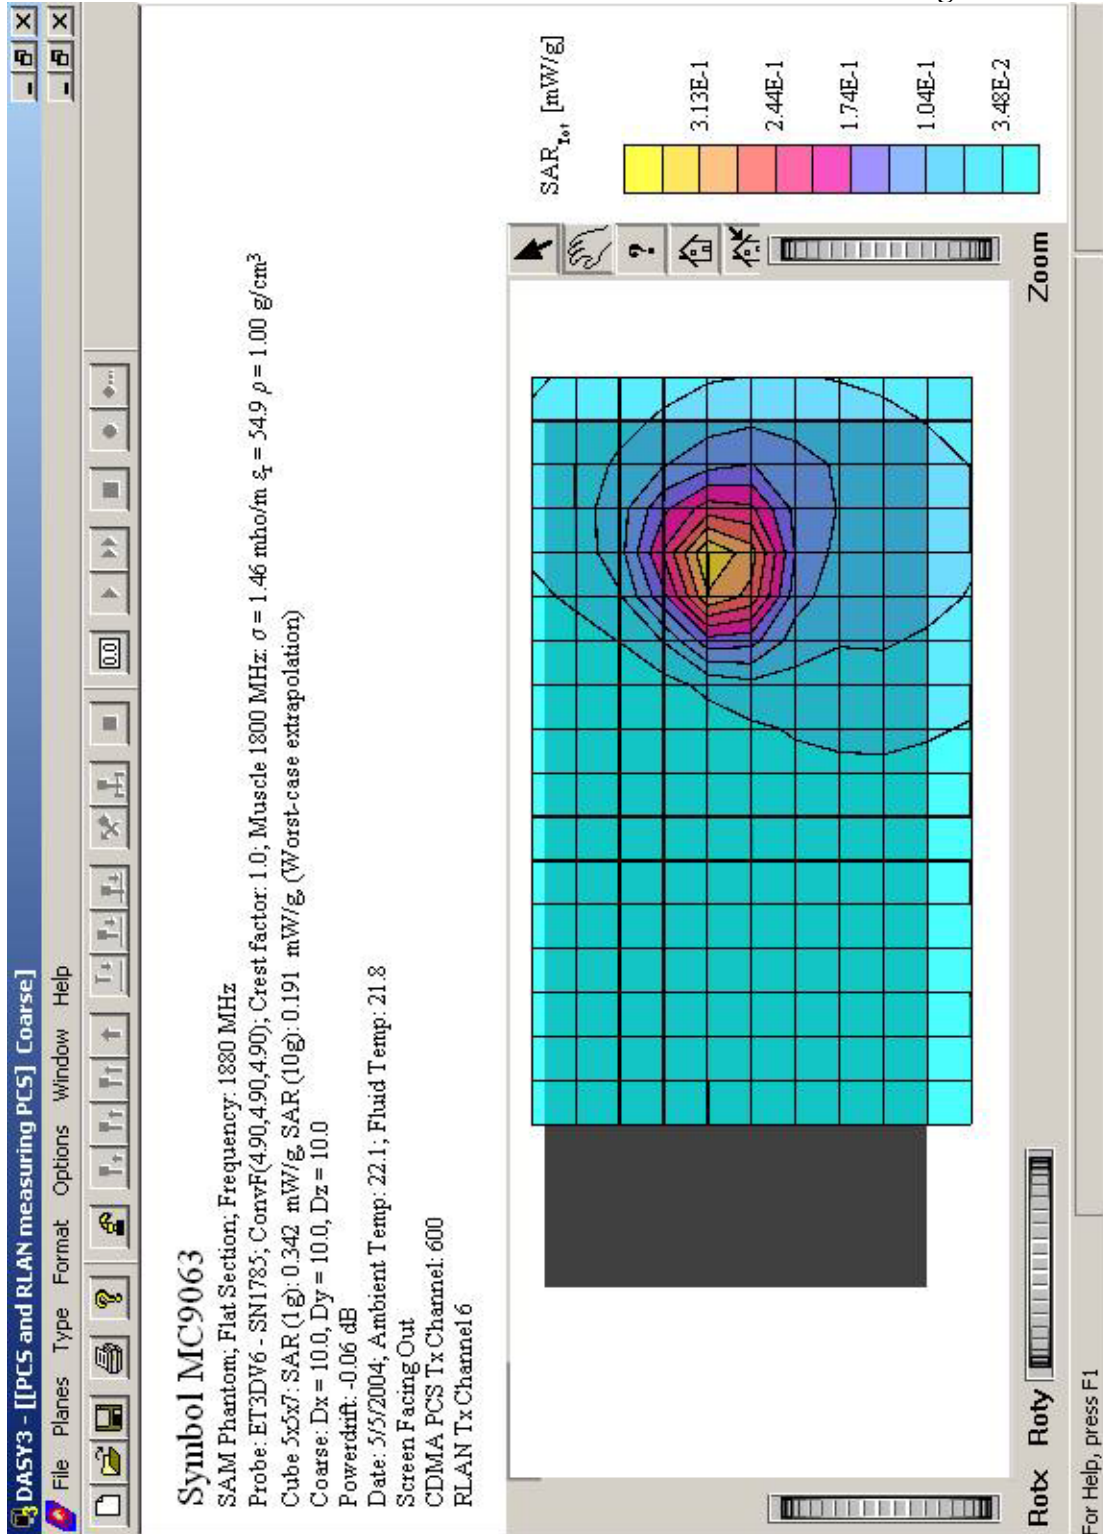 g
DASY3 - [[PCS and RLAN measuring PCS] Coarse]
File Planes Type Format Options Window Help
0.0
Symbol MC9063
SAM Phantom; Flat Section; Frequency: 1880 MHz
Probe: ET3DV6 - SN1785; ConvF(4.90,4.90,4.90); Crest factor: 1.0; Muscle 1800 MHz: σ = 1.46 mho/m εr = 54.9 ρ = 1.00 g/cm³
Cube 5x5x7: SAR (1g): 0.342 mW/g, SAR (10g): 0.191 mW/g, (Worst-case extrapolation)
Coarse: Dx = 10.0, Dy = 10.0, Dz = 10.0
Powerdrift: -0.06 dB
Date: 5/5/2004; Ambient Temp: 22.1; Fluid Temp: 21.8
Screen Facing Out
CDMA PCS Tx Channel: 600
RLAN Tx Channel 6
SARTot [mW/g]
3.13E-1
2.44E-1
1.74E-1
1.04E-1
3.48E-2
Rotx Roty Zoom
For Help, press F1